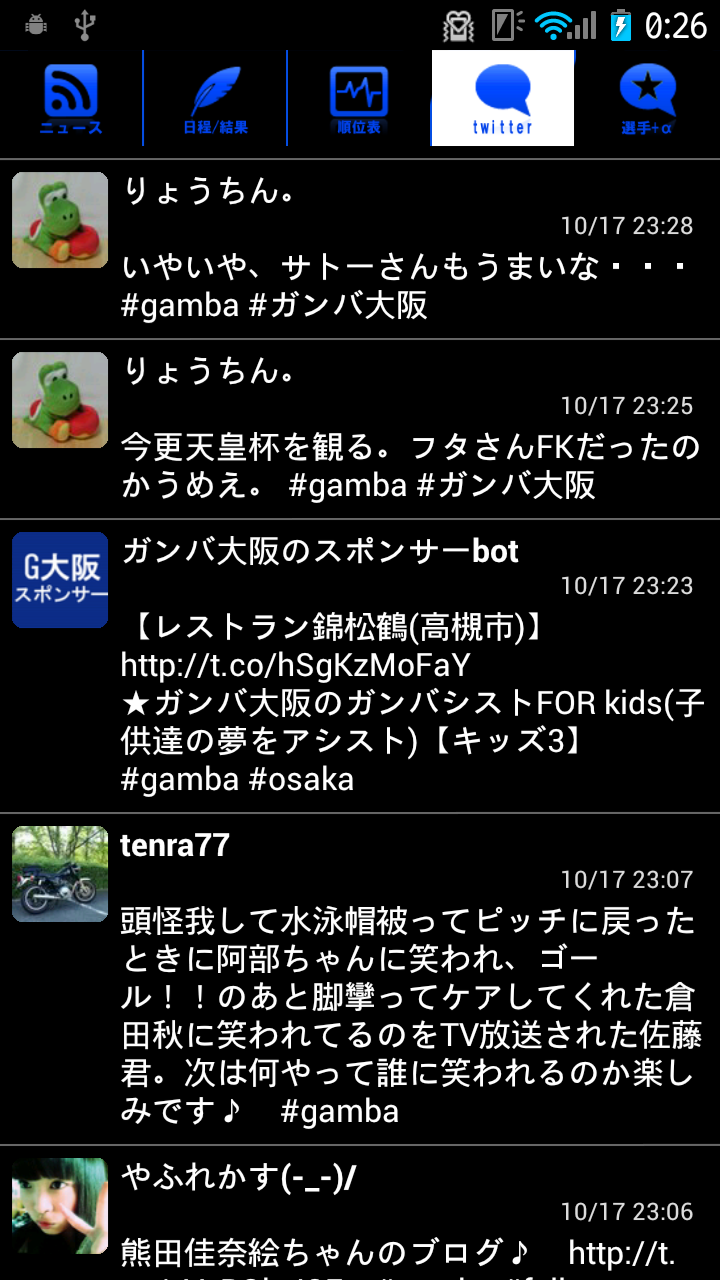 0:26
ニュース
日程/結果
順位表
twitter
選手+α
りょうちん。
10/17 23:28
いやいや、サトーさんもうまいな・・・
#gamba #ガンバ大阪
りょうちん。
10/17 23:25
今更天皇杯を観る。フタさんFKだったの
かうめえ。 #gamba #ガンバ大阪
G大阪
スポンサー
ガンバ大阪のスポンサーbot
10/17 23:23
【レストラン錦松鶴(高槻市)】
http://t.co/hSgKzMoFaY
★ガンバ大阪のガンバシストFOR kids(子
供達の夢をアシスト)【キッズ3】
#gamba #osaka
tenra77
10/17 23:07
頭怪我して水泳帽被ってピッチに戻った
ときに阿部ちゃんに笑われ、ゴー
ル！！のあと脚攣ってケアしてくれた倉
田秋に笑われてるのをTV放送された佐藤
君。次は何やって誰に笑われるのか楽し
みです♪　#gamba
やふれかす(-_-)/
10/17 23:06
熊田佳奈絵ちゃんのブログ♪　http://t.